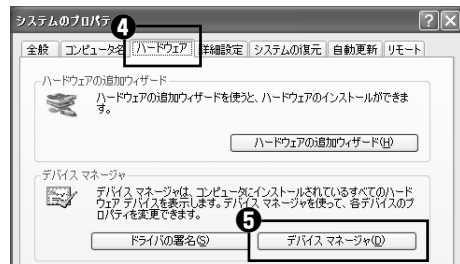 システムのプロパティ
4
全般 コンピュータ名 ハードウェア 詳細設定 システムの復元 自動更新 リモート
ハードウェアの追加ウィザード
ハードウェアの追加ウィザードを使うと、ハードウェアのインストールができま
す。
ハードウェアの追加ウィザード(H)
デバイス マネージャ
デバイス マネージャは、コンピュータにインストールされているすべてのハード
ウェア デバイスを表示します。デバイス マネージャを使って、各デバイスのプ
ロパティを変更できます。
5
ドライバの署名(S) デバイス マネージャ(D)